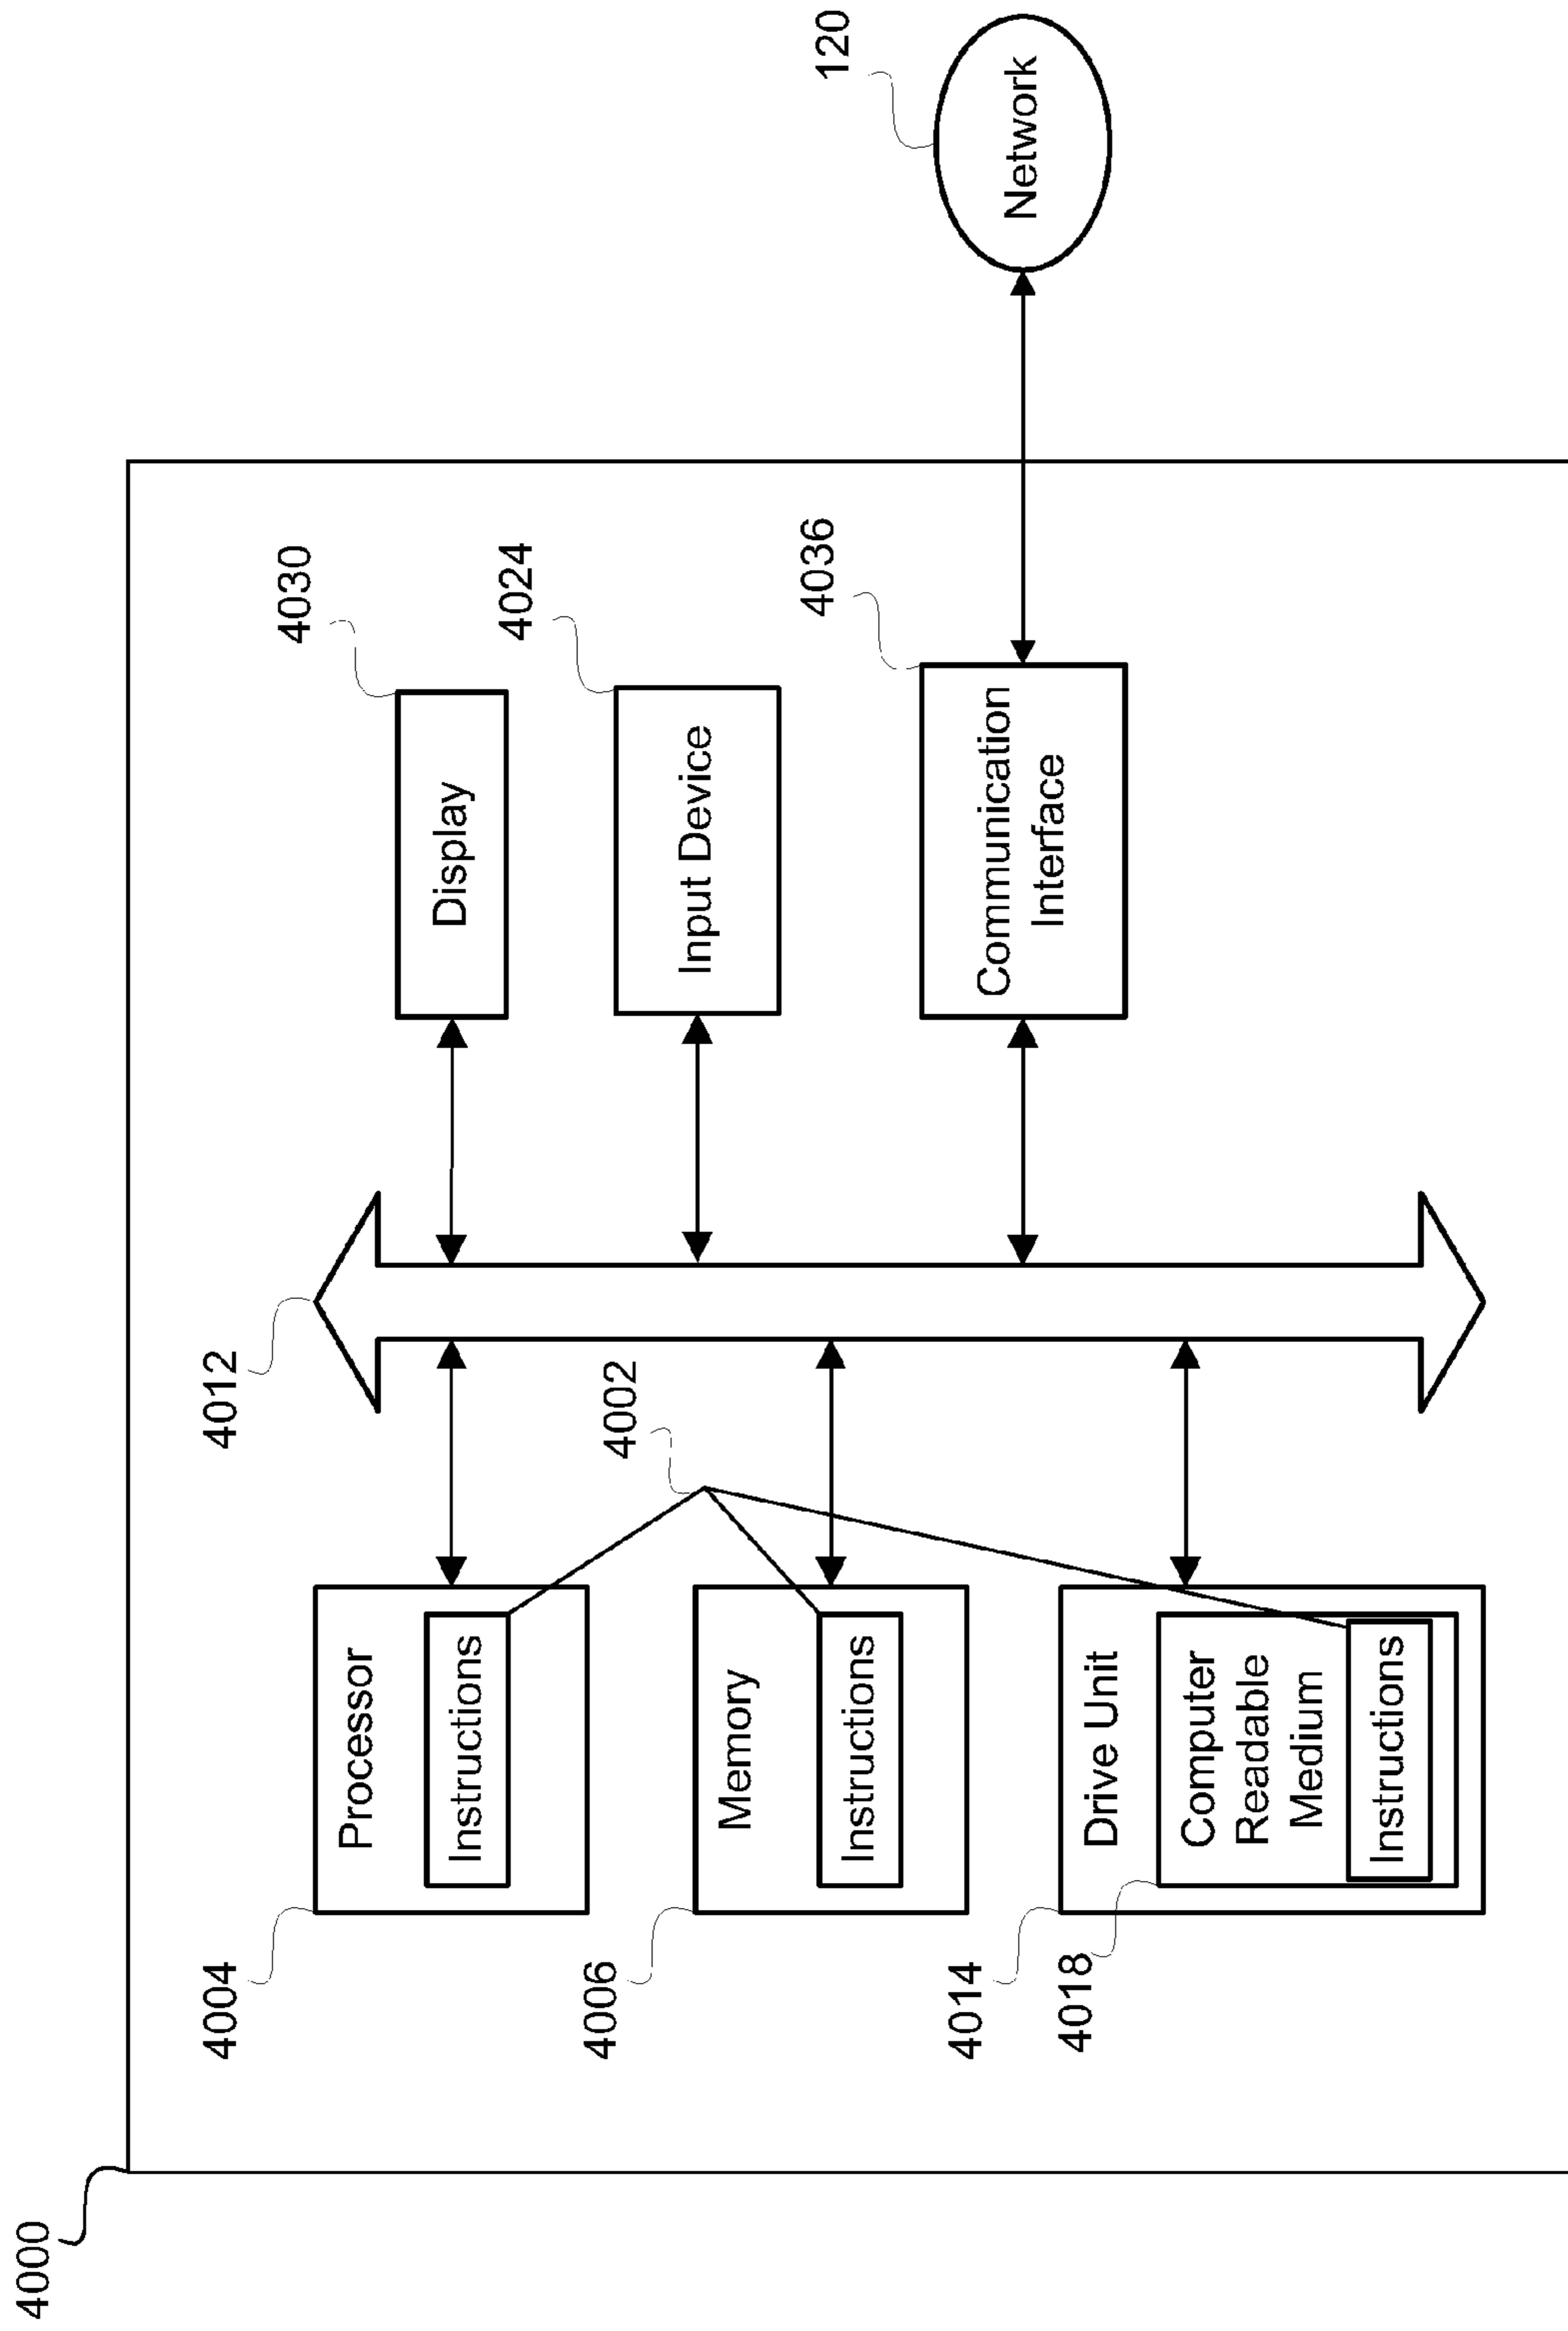 4000
4004
Processor
Instructions
4006
Memory
Instructions
4014
4018
Drive Unit
Computer
Readable
Medium
Instructions
4012
4002
4030
Display
4024
Input Device
4036
Communication
Interface
120
Network